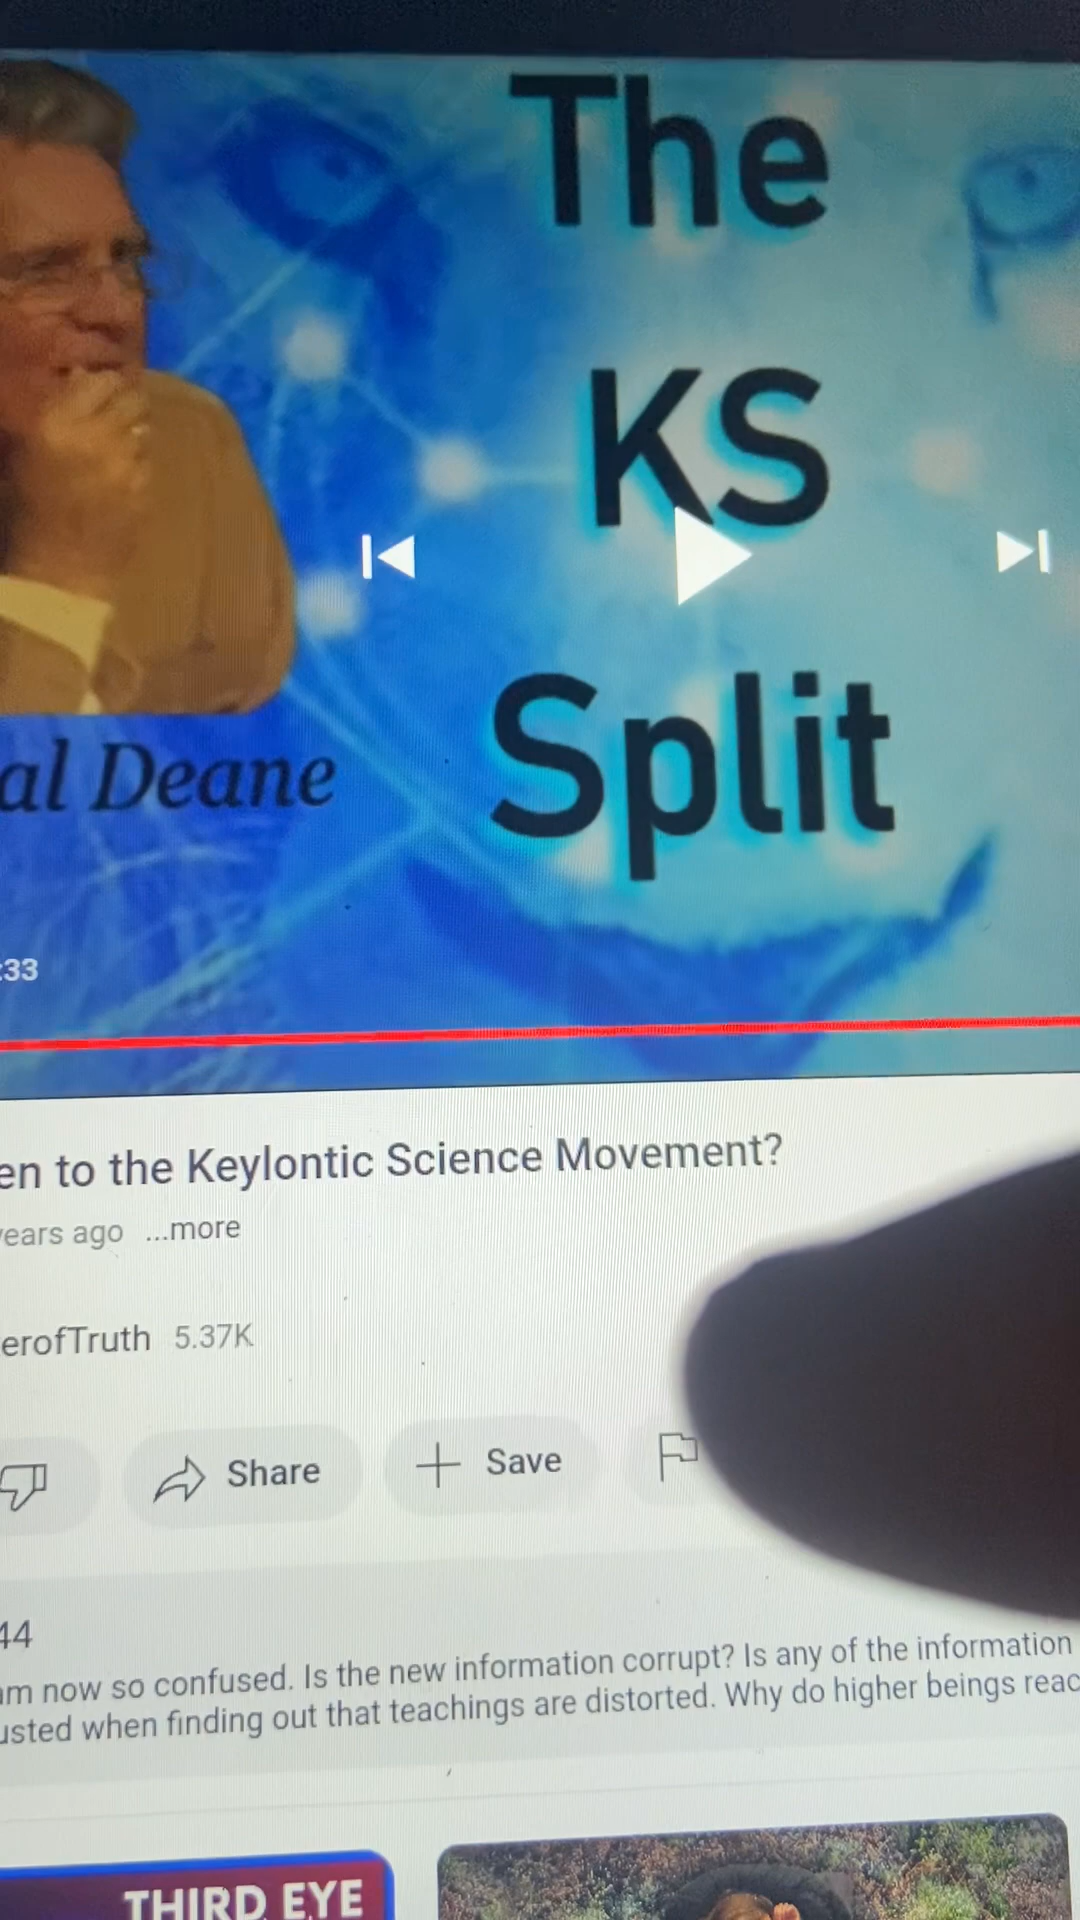 The
KS
Split
al Deane
:33
en to the Keylontic Science Movement?
years ago ...more
erofTruth 5.37K
Share
Save
44
am now so confused. Is the new information corrupt? Is any of the information
usted when finding out that teachings are distorted. Why do higher beings reac
THIRD EYE